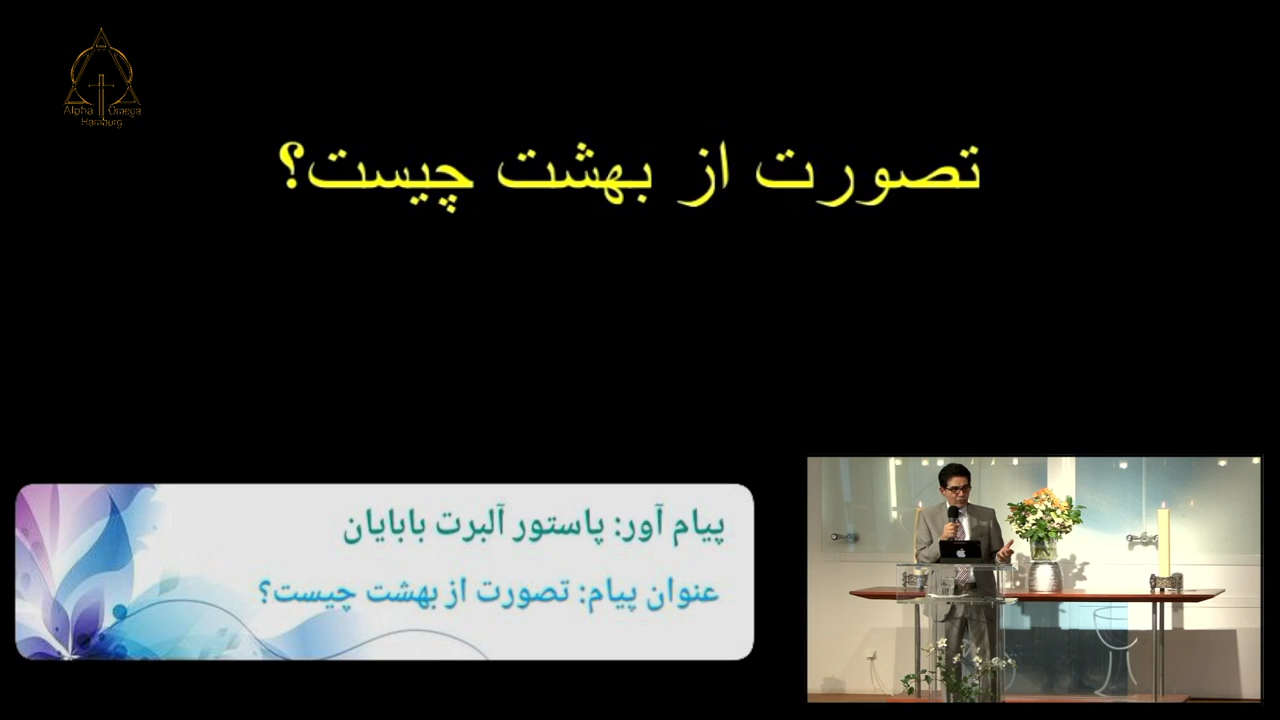 Alpha Omega
Hamburg
تصورت از بهشت چیست؟
پیام آور: پاستور آلبرت بابایان
عنوان پیام: تصورت از بهشت چیست؟